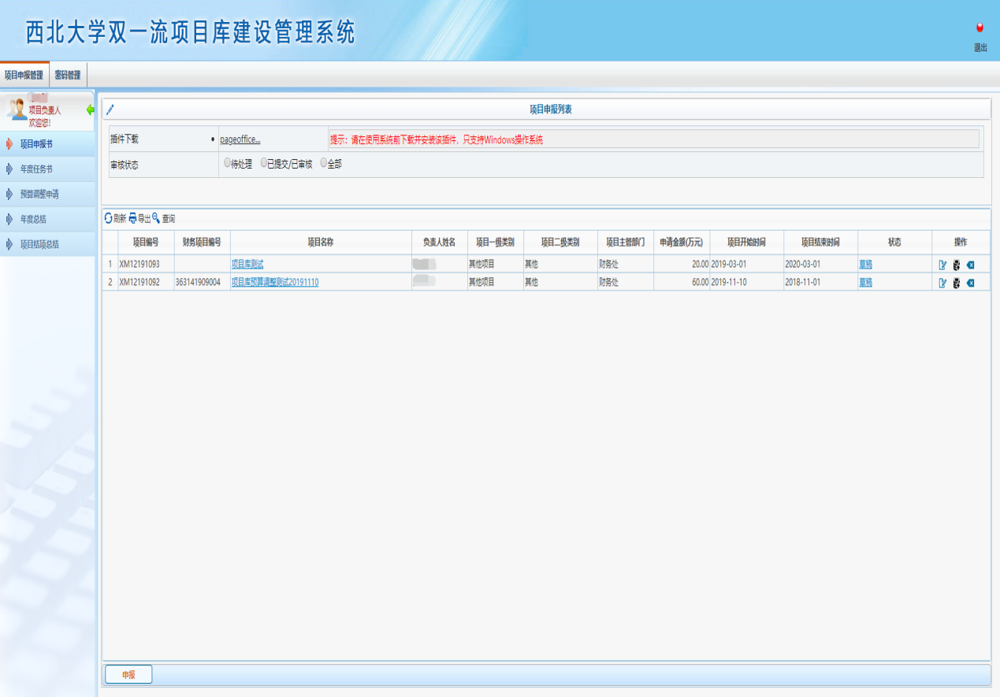 西北大学双一流项目库建设管理系统
退出
项目申报管理 密码管理
项目负责人
欢迎您!
项目申报书
年度任务书
预算调整申请
年度总结
项目结项总结
项目申报列表
插件下载 • pageoffice... 提示：请在使用系统前下载并安装该插件，只支持Windows操作系统
审核状态 待处理 已提交/已审核 全部
刷新 导出 查询
项目编号 财务项目编号 项目名称 负责人姓名 项目一级类别 项目二级类别 项目主管部门 申请金额(万元) 项目开始时间 项目结束时间 状态 操作
1 XM12191093 项目库测试 其他项目 其他 财务处 20.00 2019-03-01 2020-03-01 草稿
2 XM12191092 363141909004 项目库预算调整测试20191110 其他项目 其他 财务处 60.00 2019-11-10 2018-11-01 草稿
申报